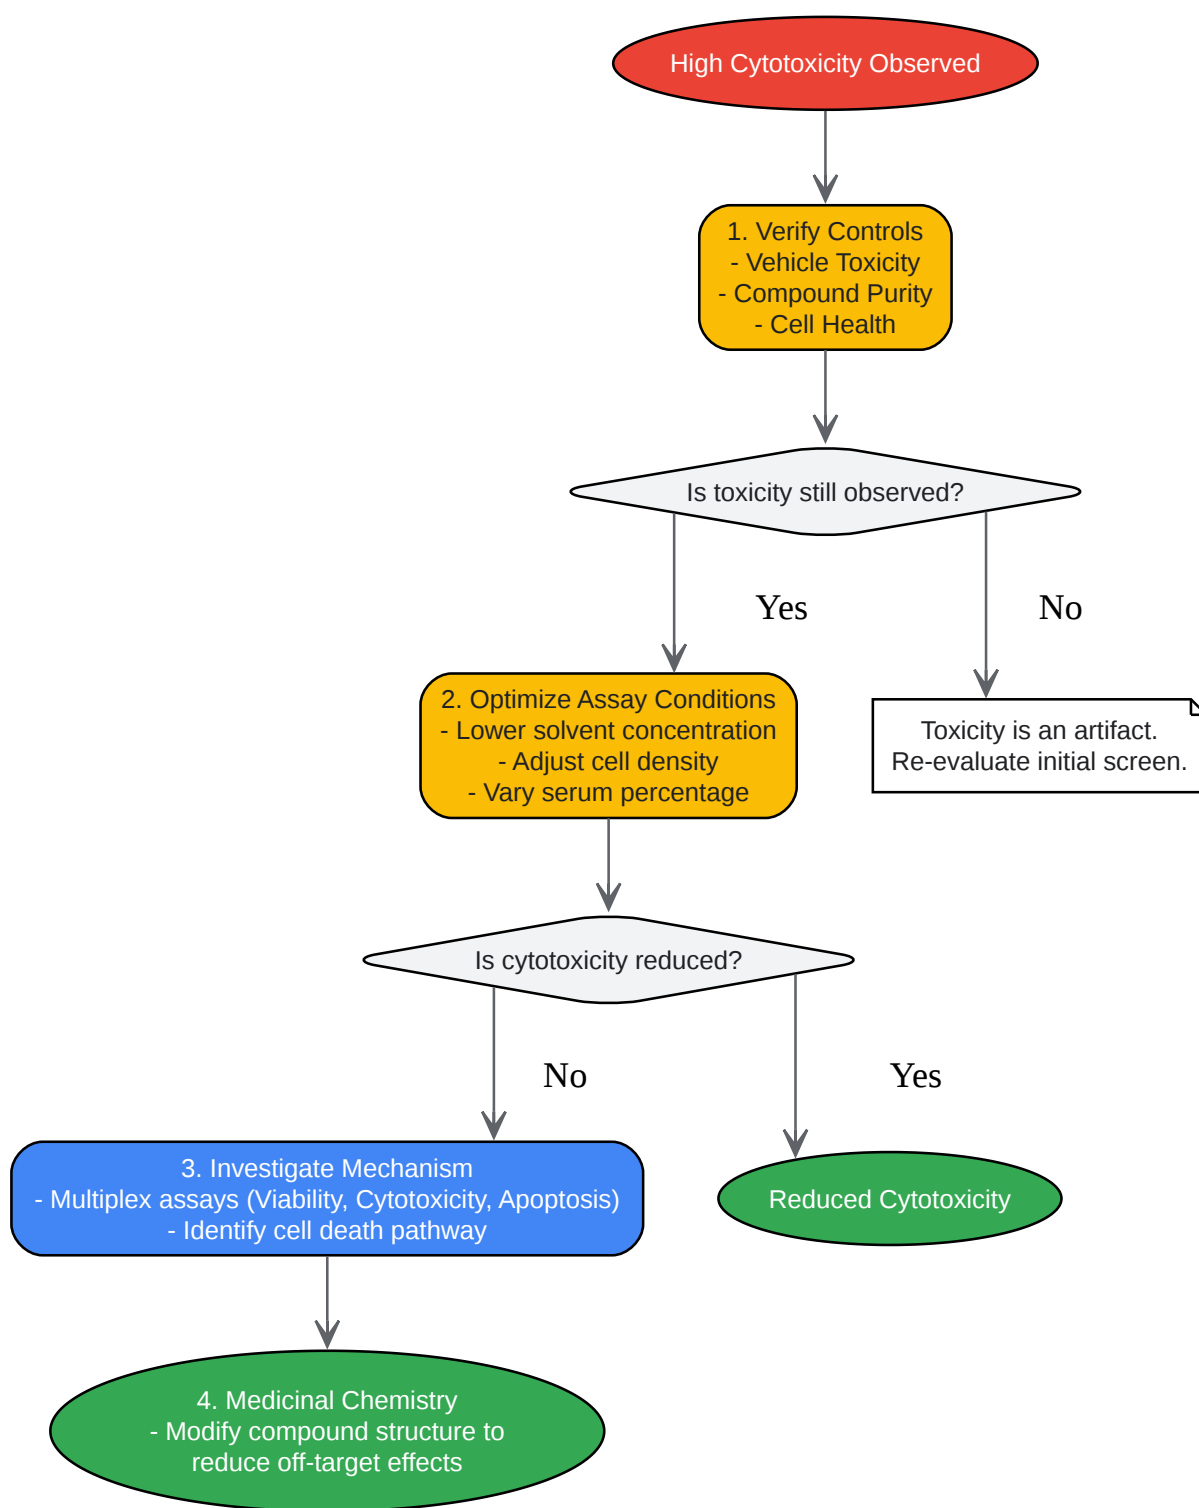 High Cytotoxicity Observed
1. Verify Controls
- Vehicle Toxicity
- Compound Purity
- Cell Health
Is toxicity still observed?
Yes
No
2. Optimize Assay Conditions
- Lower solvent concentration
- Adjust cell density
- Vary serum percentage
Toxicity is an artifact.
Re-evaluate initial screen.
Is cytotoxicity reduced?
No
Yes
3. Investigate Mechanism
- Multiplex assays (Viability, Cytotoxicity, Apoptosis)
- Identify cell death pathway
Reduced Cytotoxicity
4. Medicinal Chemistry
- Modify compound structure to
reduce off-target effects